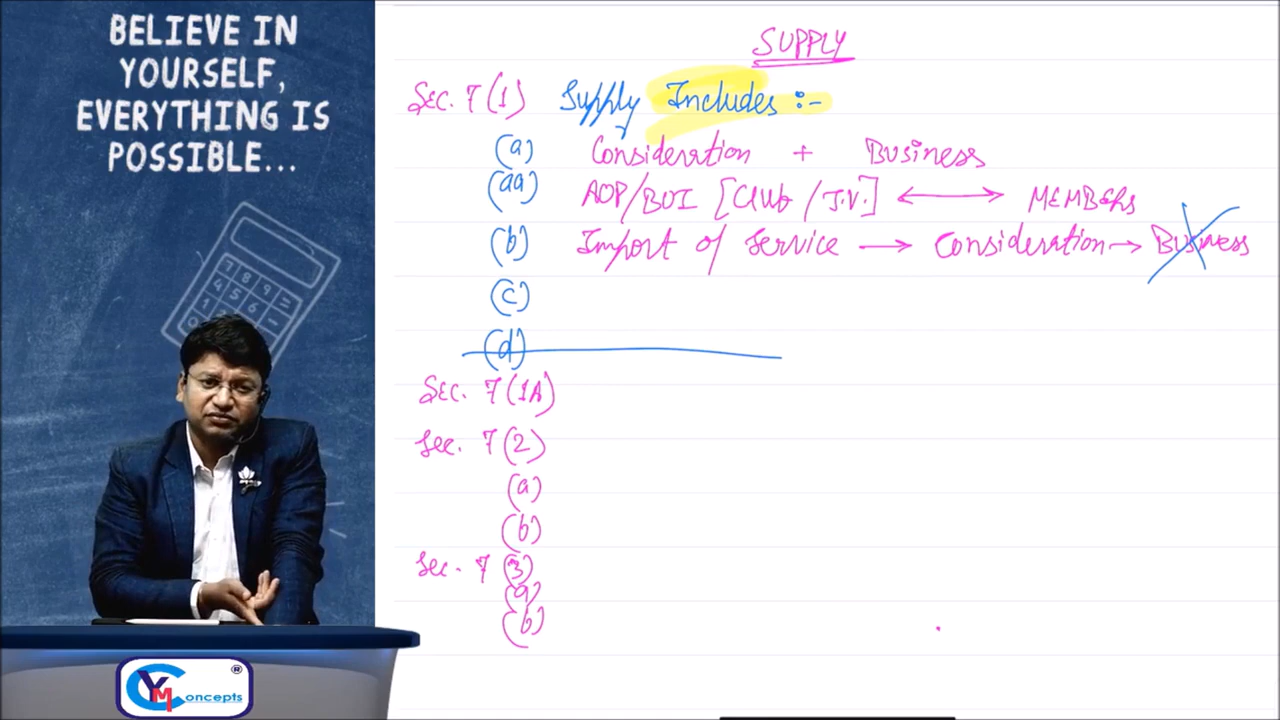 BELIEVE IN
YOURSELF,
EVERYTHING IS
POSSIBLE...
YM Concepts ®
SUPPLY
Sec. 7(1) Supply Includes :-
(a) Consideration + Business
(aa) AOP/BOI [Club / J.V.] ⟷ MEMBERS
(b) Import of Service → Consideration → Business
(c)
(d)
Sec. 7(1A)
Sec. 7(2)
(a)
(b)
Sec. 7(3)
(a)
(b)